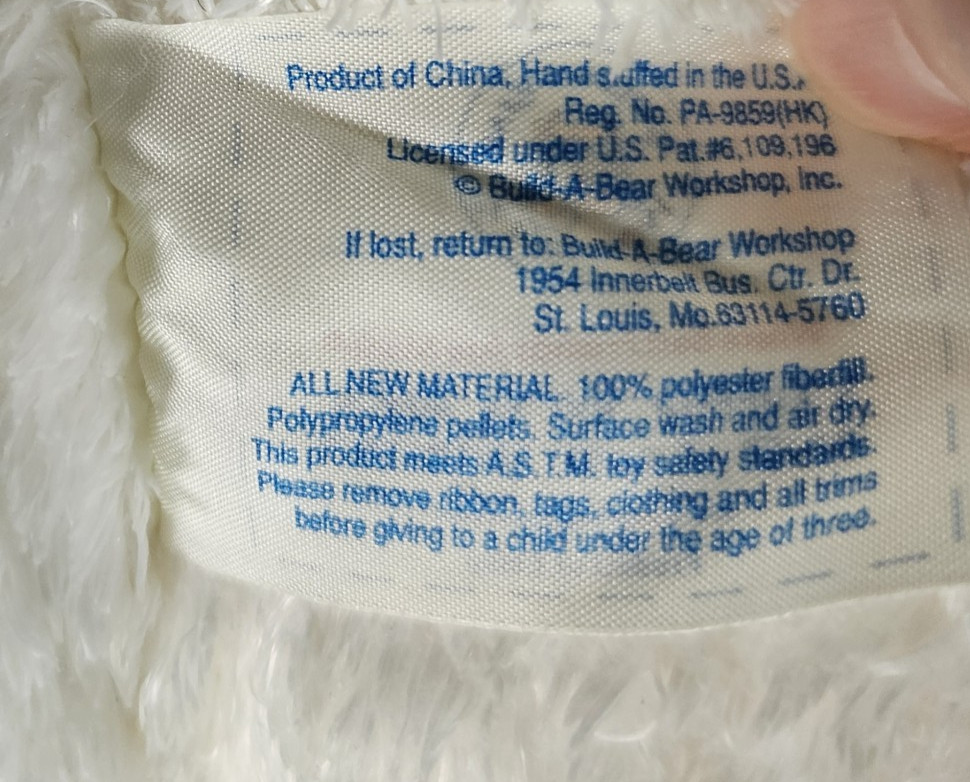 Product of China, Hand stuffed in the U.S.A
Reg. No. PA-9859(HK)
Licensed under U.S. Pat.#6,109,196
© Build-A-Bear Workshop, Inc.
If lost, return to: Build-A-Bear Workshop
1954 Innerbelt Bus. Ctr. Dr.
St. Louis, Mo.63114-5760
ALL NEW MATERIAL 100% polyester fiberfill.
Polypropylene pellets. Surface wash and air dry.
This product meets A.S.T.M. toy safety standards.
Please remove ribbon, tags, clothing and all trims
before giving to a child under the age of three.